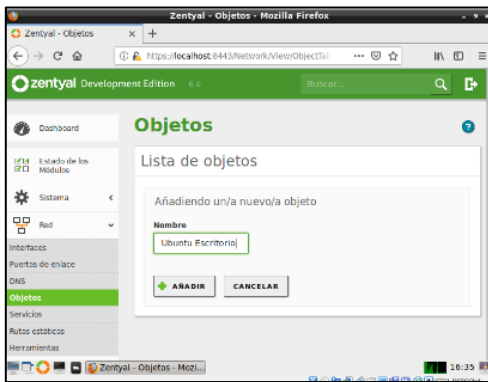 Zentyal - Objetos - Mozilla Firefox
Zentyal - Objetos
https://localhost:8443/Network/View/ObjectTabl
zentyal Development Edition 6.0
Buscar...
Dashboard
Estado de los
Módulos
Sistema
Red
Interfaces
Puertas de enlace
DNS
Objetos
Servicios
Rutas estáticas
Herramientas
Objetos
Lista de objetos
Añadiendo un/a nuevo/a objeto
Nombre
Ubuntu Escritorio
AÑADIR
CANCELAR
Zentyal - Objetos - Mozi...
16:35